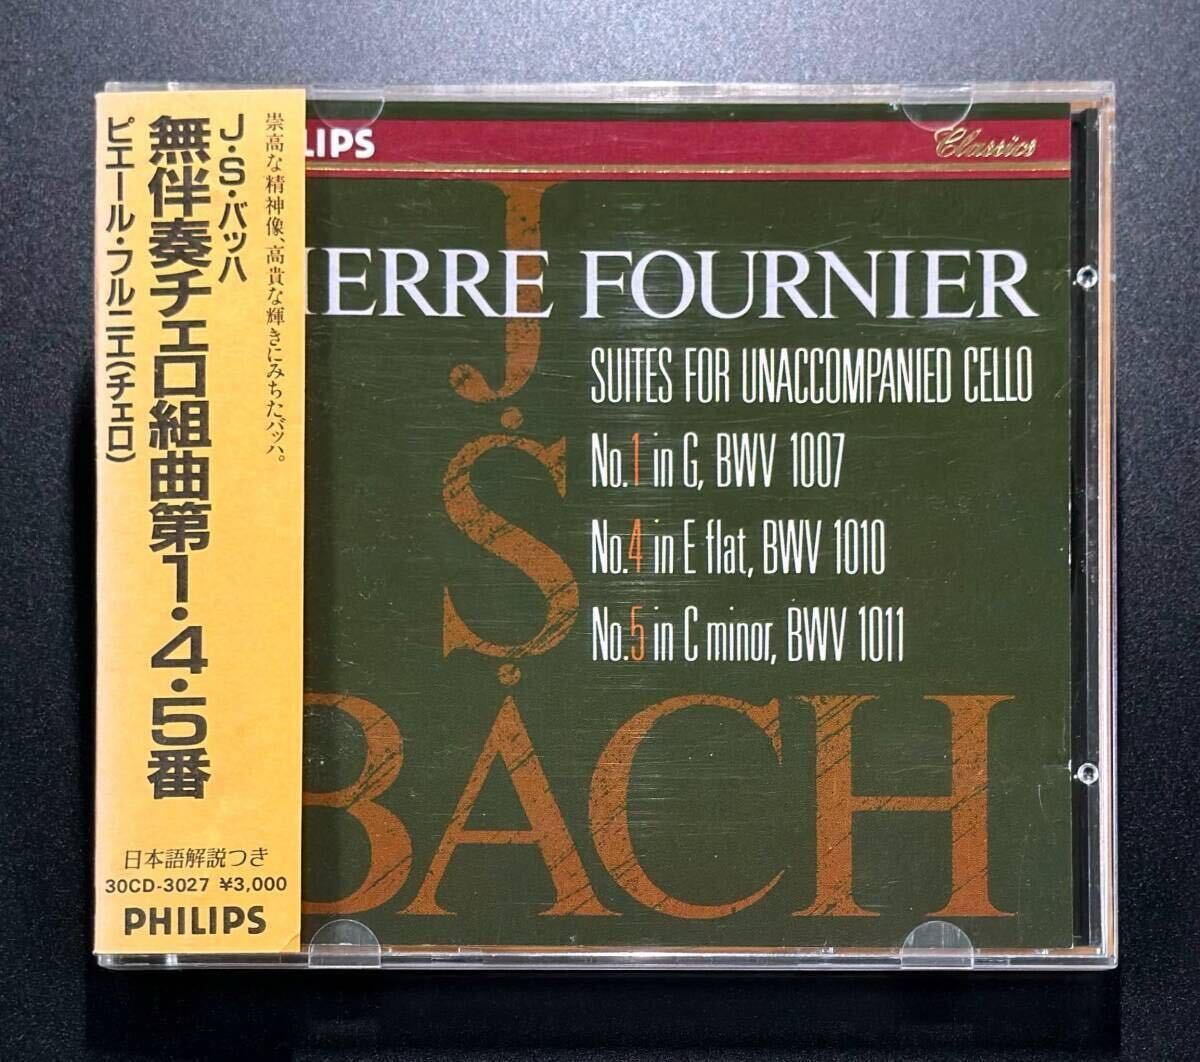 崇高な精神像、高貴な輝きにみちたバッハ。
J・S・バッハ
無伴奏チェロ組曲第1・4・5番
ピエール・フルニエ(チェロ)
日本語解説つき
30CD-3027 ¥3,000
PHILIPS
LIPS
Classics
IERRE FOURNIER
SUITES FOR UNACCOMPANIED CELLO
No.1 in G, BWV 1007
No.4 in E flat, BWV 1010
No.5 in C minor, BWV 1011
J.
S.
BACH